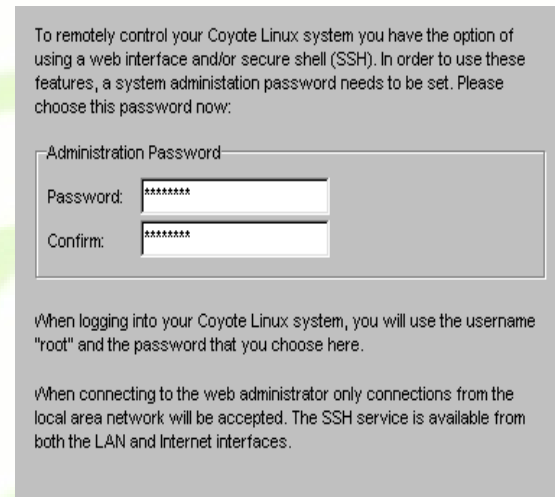 To remotely control your Coyote Linux system you have the option of
using a web interface and/or secure shell (SSH). In order to use these
features, a system administation password needs to be set. Please
choose this password now:
Administration Password
Password: ********
Confirm: ********
When logging into your Coyote Linux system, you will use the username
"root" and the password that you choose here.
When connecting to the web administrator only connections from the
local area network will be accepted. The SSH service is available from
both the LAN and Internet interfaces.